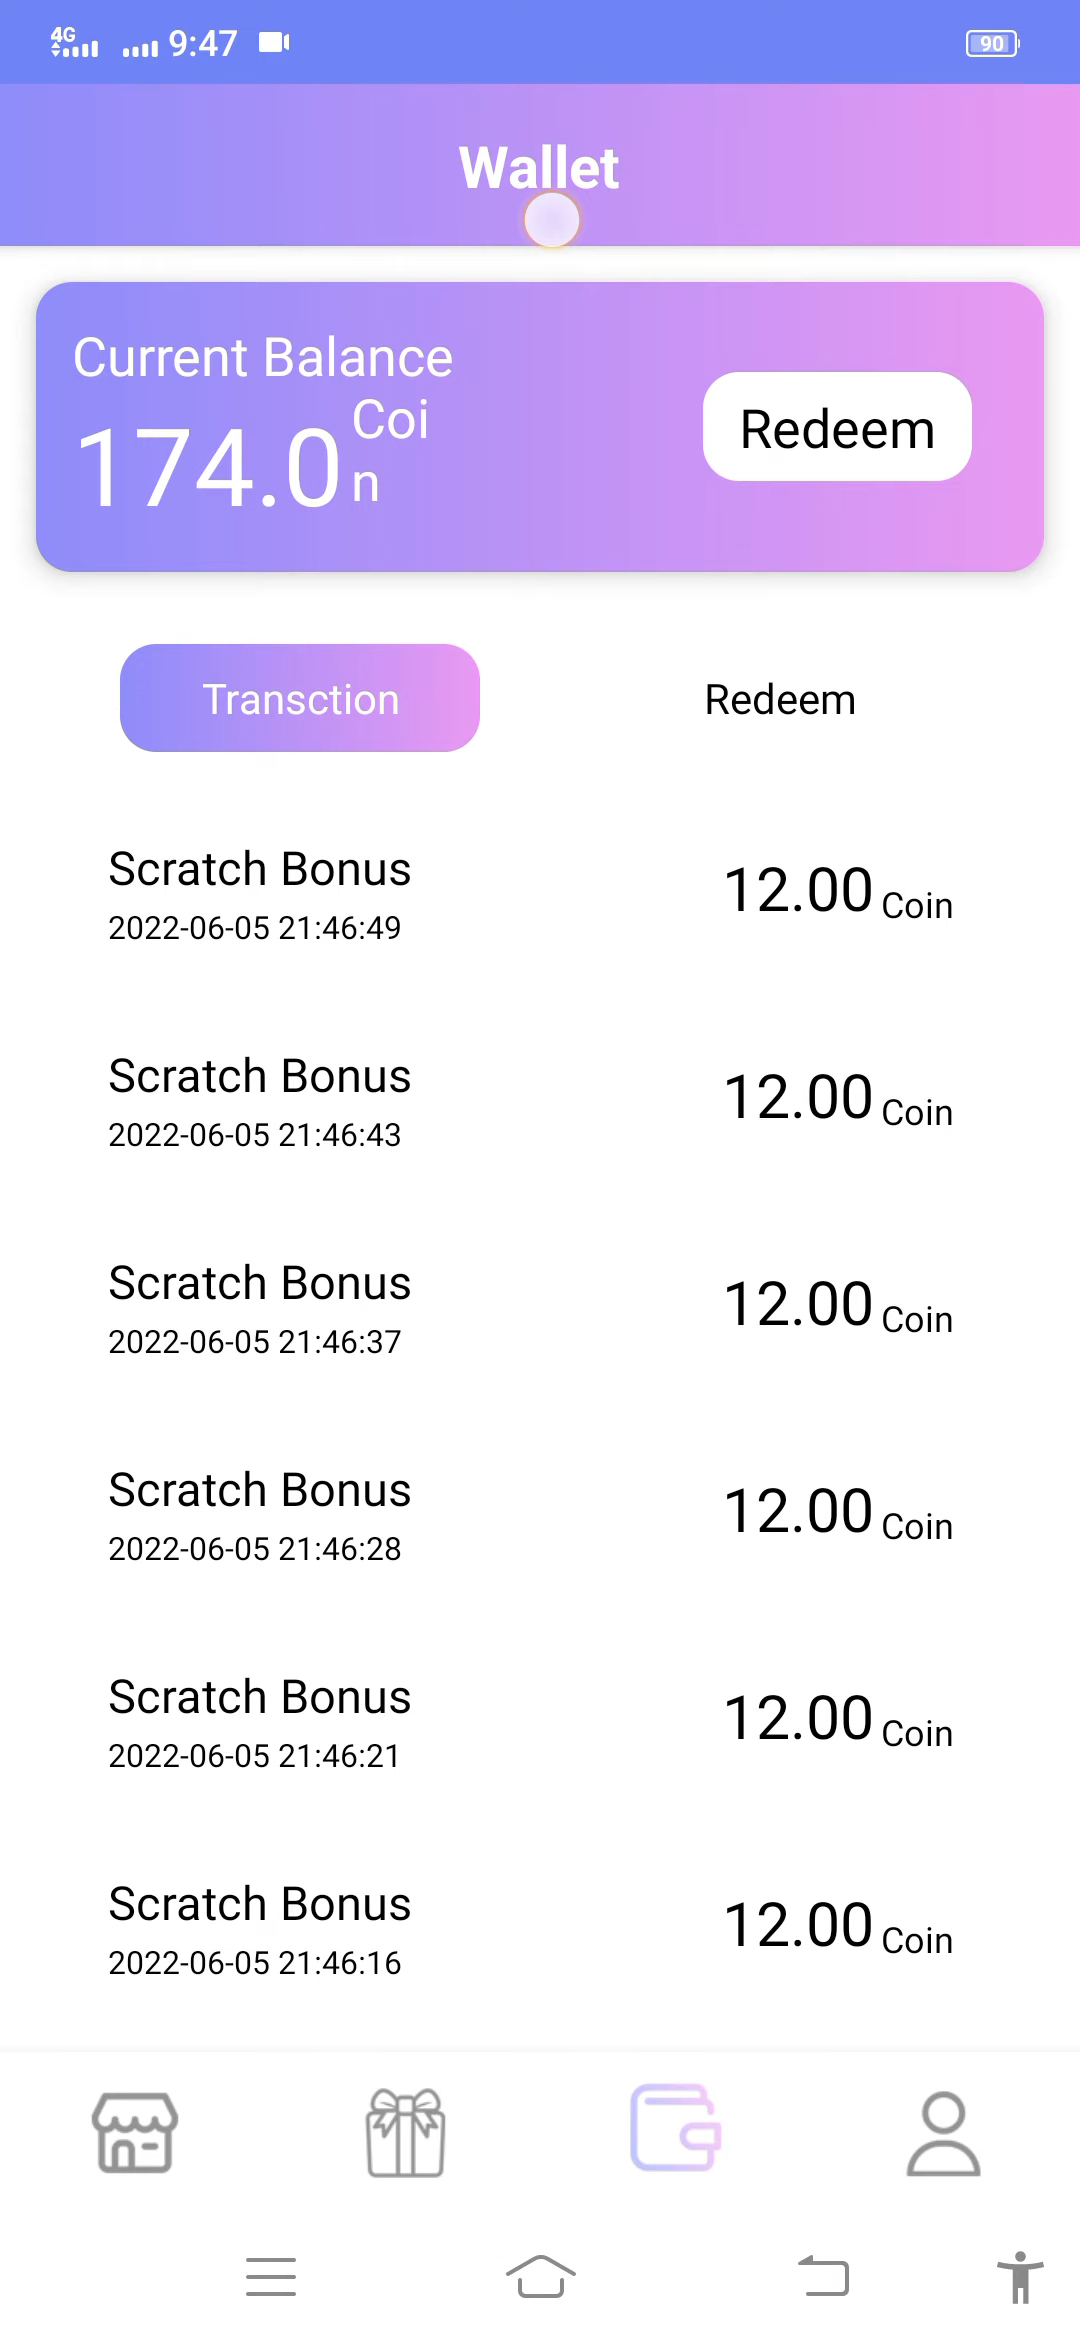 4G 9:47 90
Wallet
Current Balance
174.0 Coi
n
Redeem
Transction Redeem
Scratch Bonus
2022-06-05 21:46:49
12.00 Coin
Scratch Bonus
2022-06-05 21:46:43
12.00 Coin
Scratch Bonus
2022-06-05 21:46:37
12.00 Coin
Scratch Bonus
2022-06-05 21:46:28
12.00 Coin
Scratch Bonus
2022-06-05 21:46:21
12.00 Coin
Scratch Bonus
2022-06-05 21:46:16
12.00 Coin